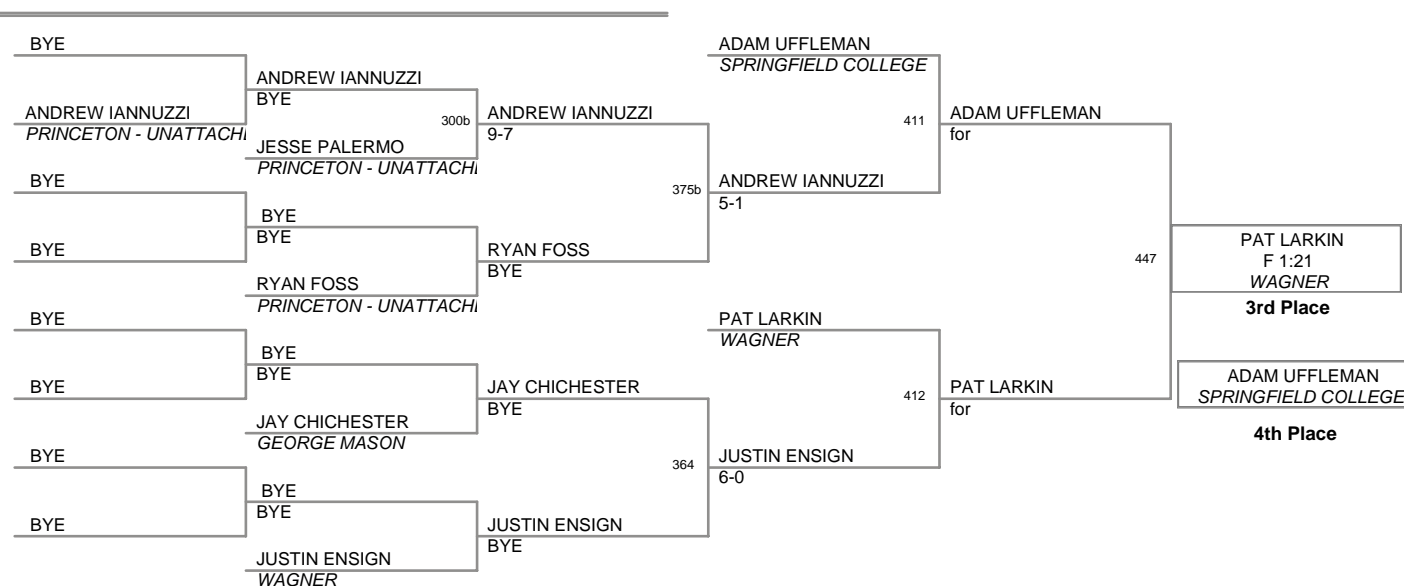 BYE
ADAM UFFLEMAN
SPRINGFIELD COLLEGE
ANDREW IANNUZZI
BYE
ANDREW IANNUZZI
PRINCETON - UNATTACHI
300b
ANDREW IANNUZZI
9-7
411
ADAM UFFLEMAN
for
JESSE PALERMO
PRINCETON - UNATTACHI
BYE
375b
ANDREW IANNUZZI
5-1
BYE
BYE
BYE
RYAN FOSS
BYE
447
PAT LARKIN
F 1:21
WAGNER
3rd Place
RYAN FOSS
PRINCETON - UNATTACHI
BYE
PAT LARKIN
WAGNER
BYE
BYE
BYE
JAY CHICHESTER
BYE
412
PAT LARKIN
for
ADAM UFFLEMAN
SPRINGFIELD COLLEGE
4th Place
JAY CHICHESTER
GEORGE MASON
BYE
364
JUSTIN ENSIGN
6-0
BYE
BYE
BYE
JUSTIN ENSIGN
BYE
JUSTIN ENSIGN
WAGNER